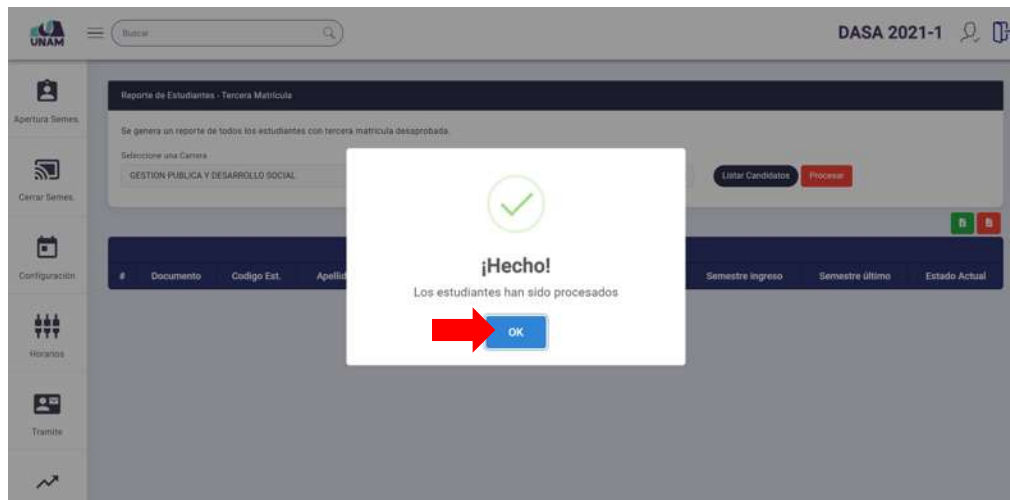 UNAM
Buscar
DASA 2021-1
Apertura Semes.
Cerrar Semes.
Configuración
Horarios
Tramite
Reporte de Estudiantes - Tercera Matrícula
Se genera un reporte de todos los estudiantes con tercera matrícula desaprobada.
Seleccione una Carrera
GESTION PUBLICA Y DESARROLLO SOCIAL
Listar Candidatos
Procesar
# Documento Codigo Est. Semestre ingreso Semestre último Estado Actual
¡Hecho!
Los estudiantes han sido procesados
OK